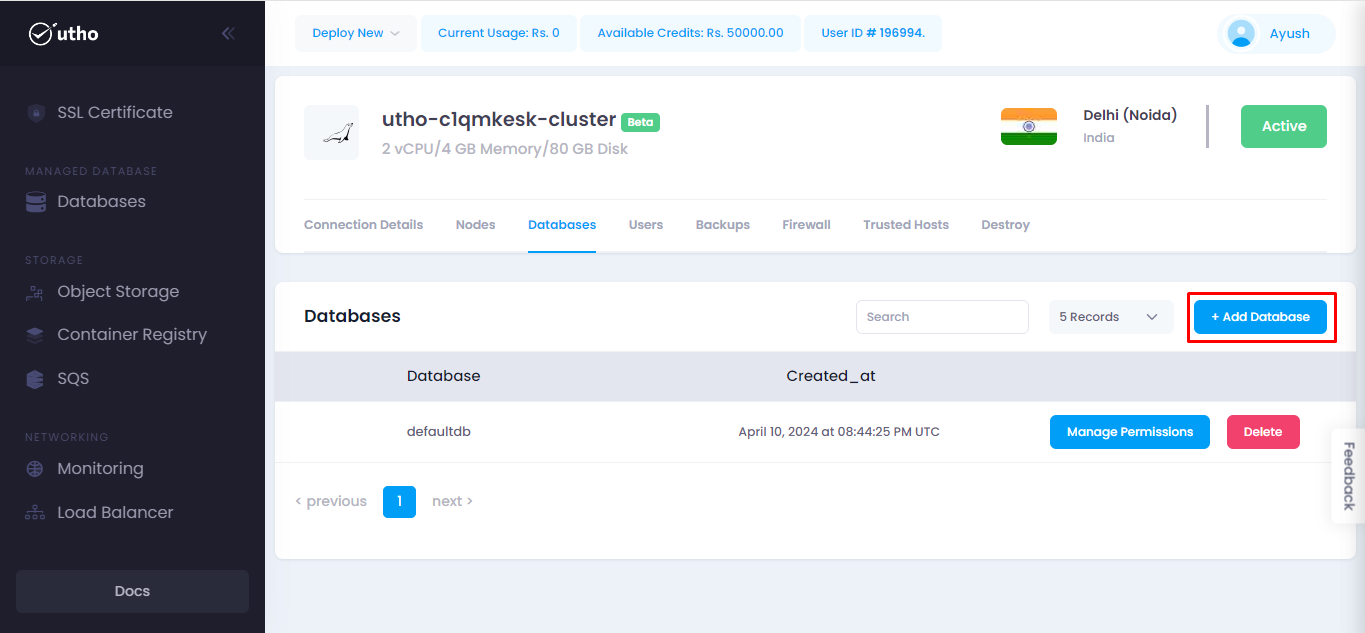 utho
Deploy New
Current Usage: Rs. 0
Available Credits: Rs. 50000.00
User ID # 196994.
Ayush
SSL Certificate
MANAGED DATABASE
Databases
STORAGE
Object Storage
Container Registry
SQS
NETWORKING
Monitoring
Load Balancer
Docs
utho-c1qmkesk-cluster Beta
2 vCPU/4 GB Memory/80 GB Disk
Delhi (Noida)
India
Active
Connection Details
Nodes
Databases
Users
Backups
Firewall
Trusted Hosts
Destroy
Databases
Search
5 Records
+ Add Database
Database
Created_at
defaultdb
April 10, 2024 at 08:44:25 PM UTC
Manage Permissions
Delete
‹ previous
1
next ›
Feedback